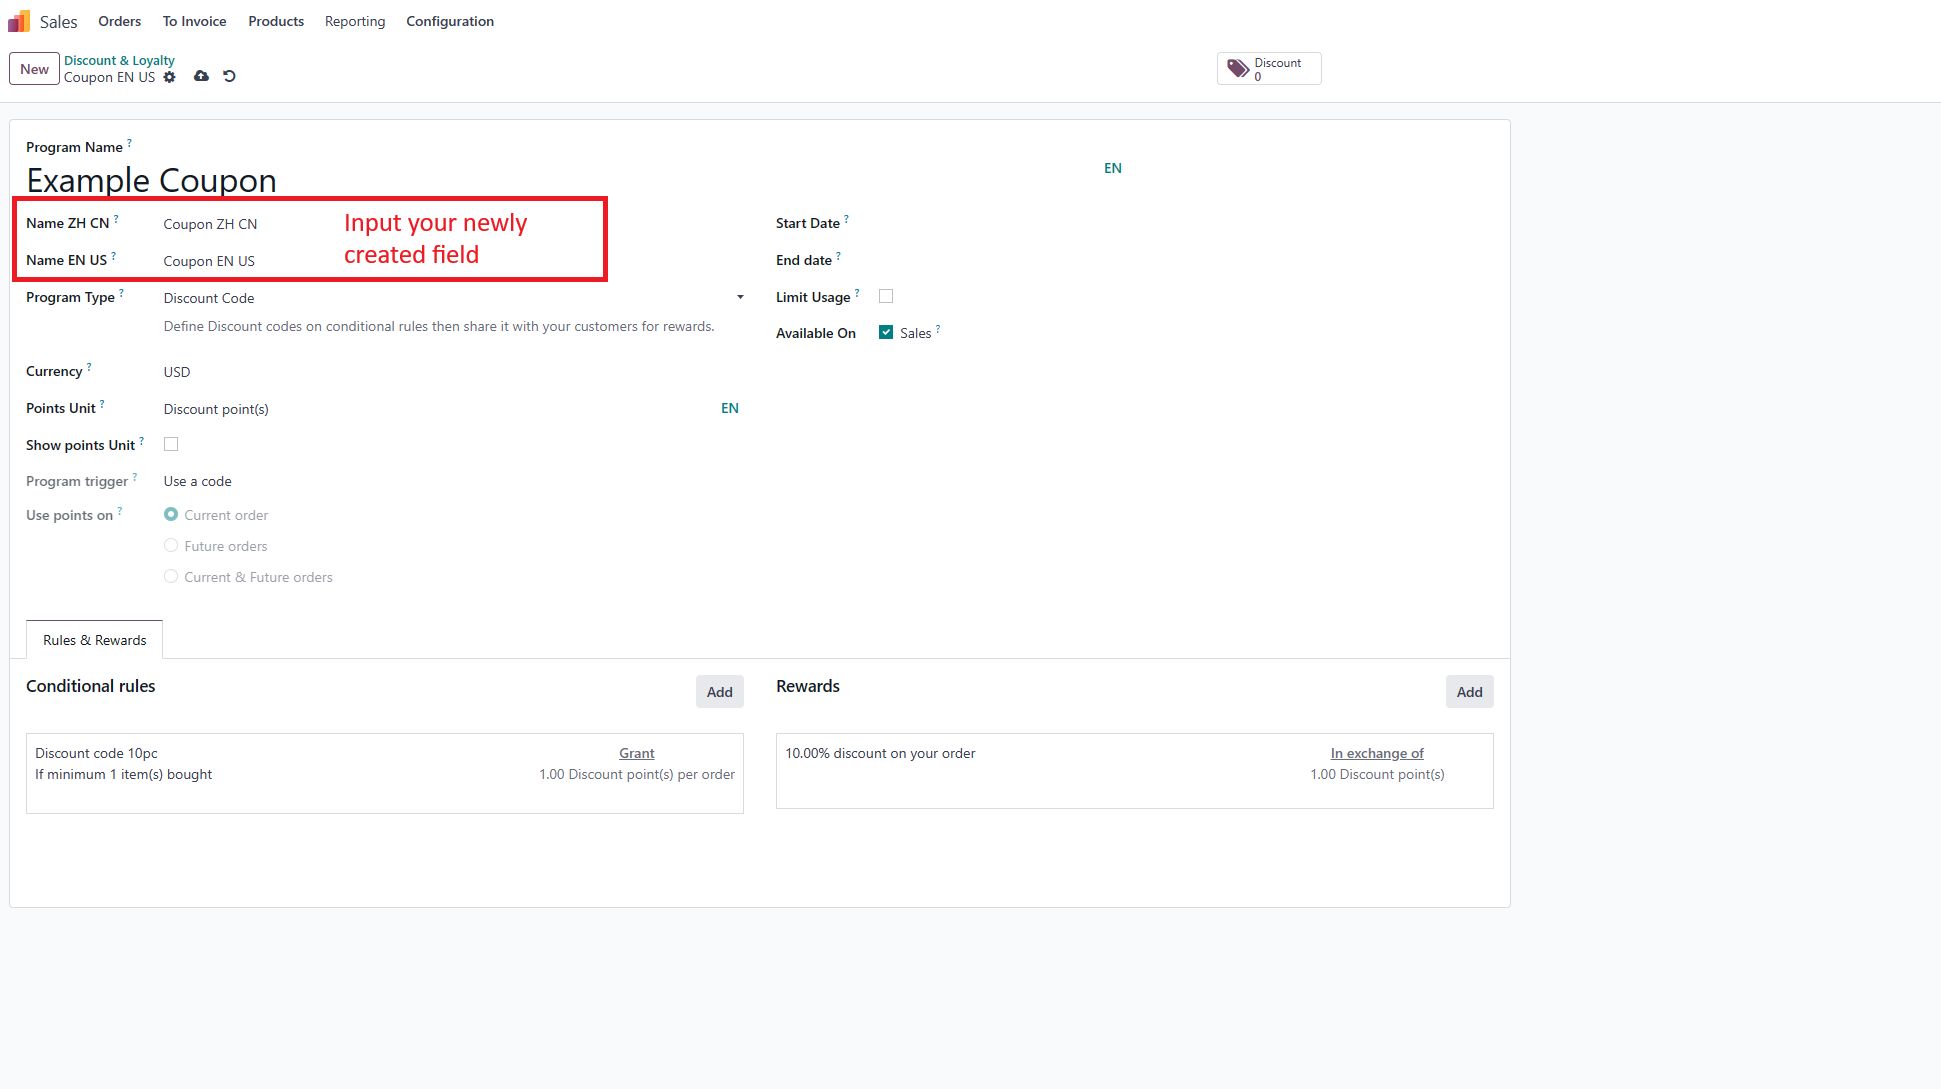 Sales Orders To Invoice Products Reporting Configuration
New
Discount & Loyalty
Coupon EN US
Discount
0
Program Name ?
Example Coupon
EN
Name ZH CN ? Coupon ZH CN
Name EN US ? Coupon EN US
Input your newly
created field
Program Type ? Discount Code
Define Discount codes on conditional rules then share it with your customers for rewards.
Currency ? USD
Points Unit ? Discount point(s) EN
Show points Unit ?
Program trigger ? Use a code
Use points on ? Current order
Future orders
Current & Future orders
Start Date ?
End date ?
Limit Usage ?
Available On Sales ?
Rules & Rewards
Conditional rules Add
Discount code 10pc Grant
If minimum 1 item(s) bought 1.00 Discount point(s) per order
Rewards Add
10.00% discount on your order In exchange of
1.00 Discount point(s)